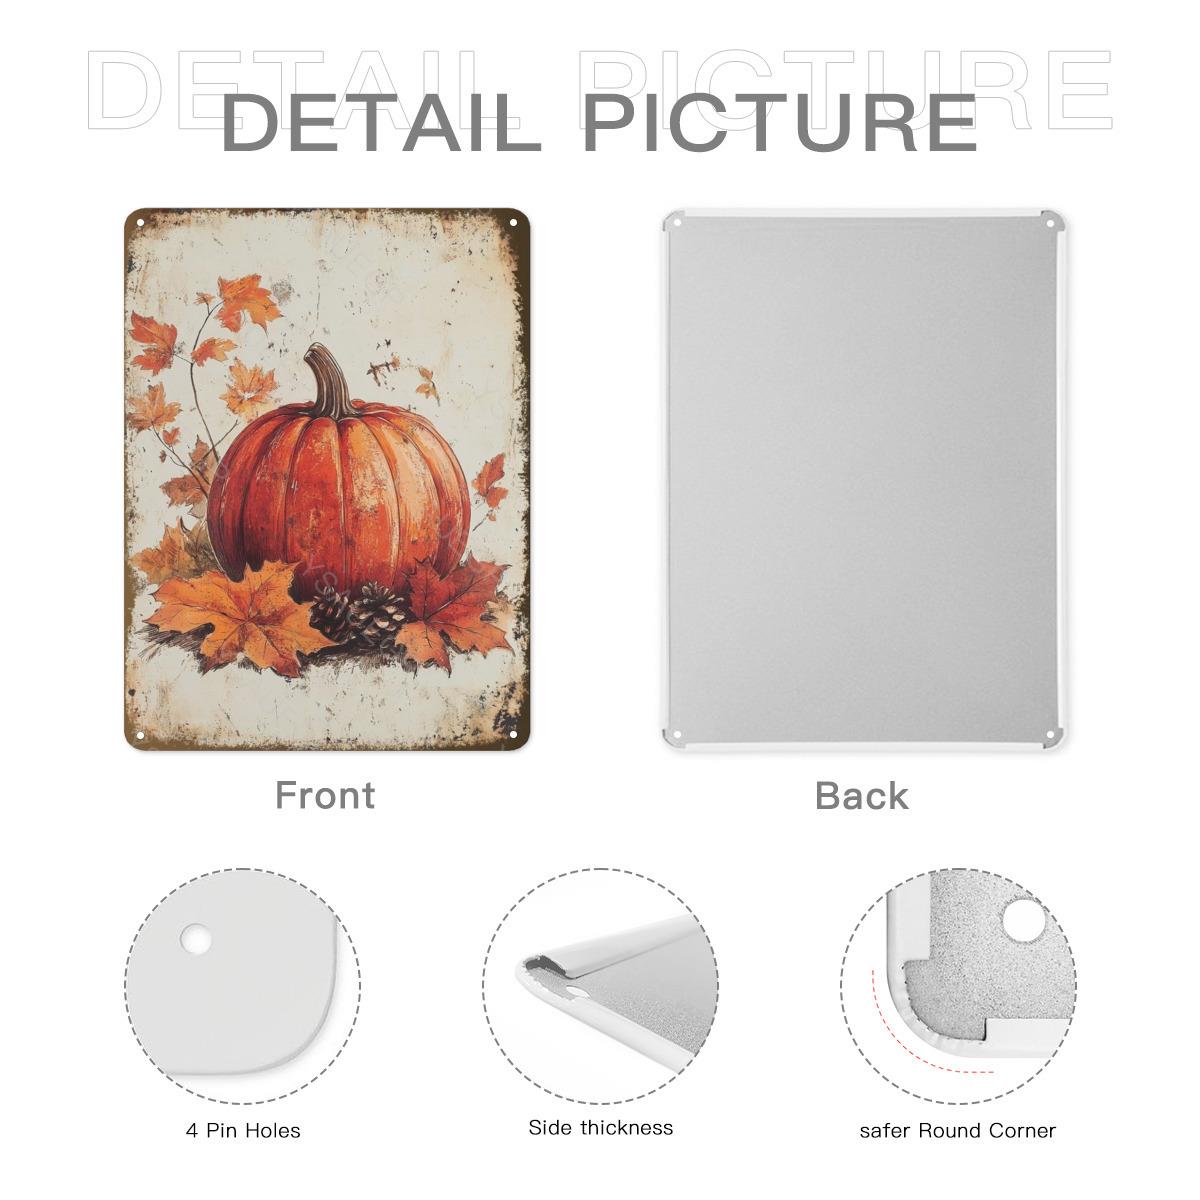 DETAIL PICTURE
DETAIL PICTURE
Front
Back
4 Pin Holes
Side thickness
safer Round Corner